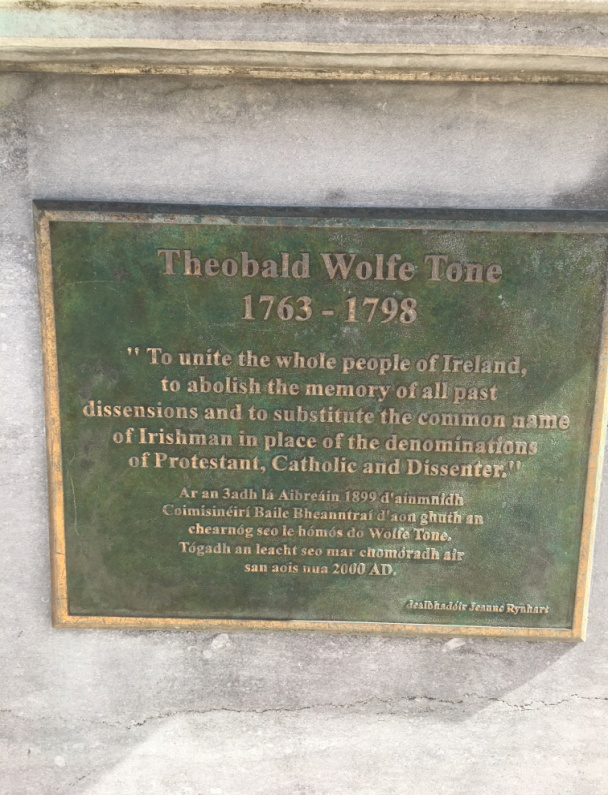 Theobald Wolfe Tone
1763 - 1798
" To unite the whole people of Ireland,
to abolish the memory of all past
dissensions and to substitute the common name
of Irishman in place of the denominations
of Protestant, Catholic and Dissenter."
Ar an 3adh lá Aibreáin 1899 d'ainmnidh
Coimisinéirí Baile Bheanntraí d'aon ghuth an
chearnóg seo le hómós do Wolfe Tone.
Tógadh an leacht seo mar chomóradh air
san aois nua 2000 AD.
dealbhadóir Jeanne Rynhart